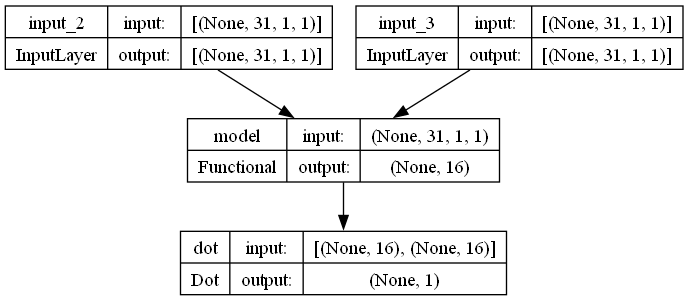 input_2 input: [(None, 31, 1, 1)]
InputLayer output: [(None, 31, 1, 1)]
input_3 input: [(None, 31, 1, 1)]
InputLayer output: [(None, 31, 1, 1)]
model input: (None, 31, 1, 1)
Functional output: (None, 16)
dot input: [(None, 16), (None, 16)]
Dot output: (None, 1)